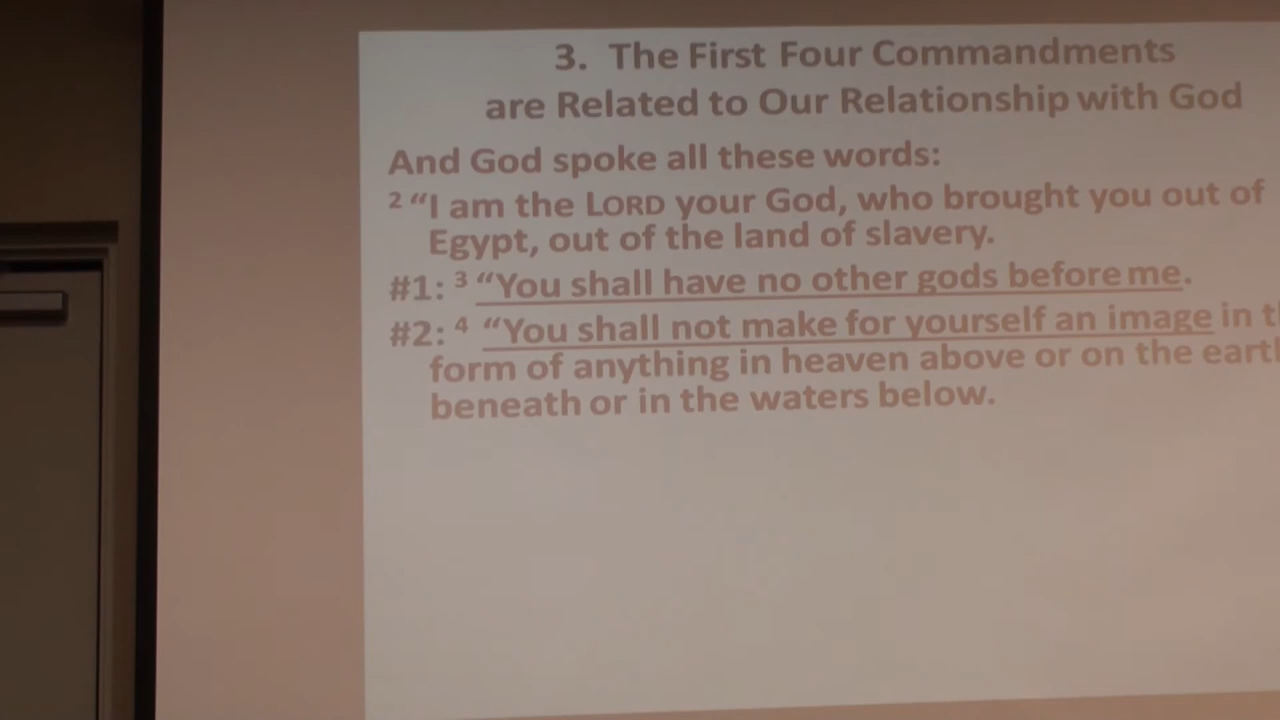 3. The First Four Commandments
are Related to Our Relationship with God
And God spoke all these words:
2 “I am the LORD your God, who brought you out of
Egypt, out of the land of slavery.
#1: 3 “You shall have no other gods before me.
#2: 4 “You shall not make for yourself an image in
form of anything in heaven above or on the
beneath or in the waters below.